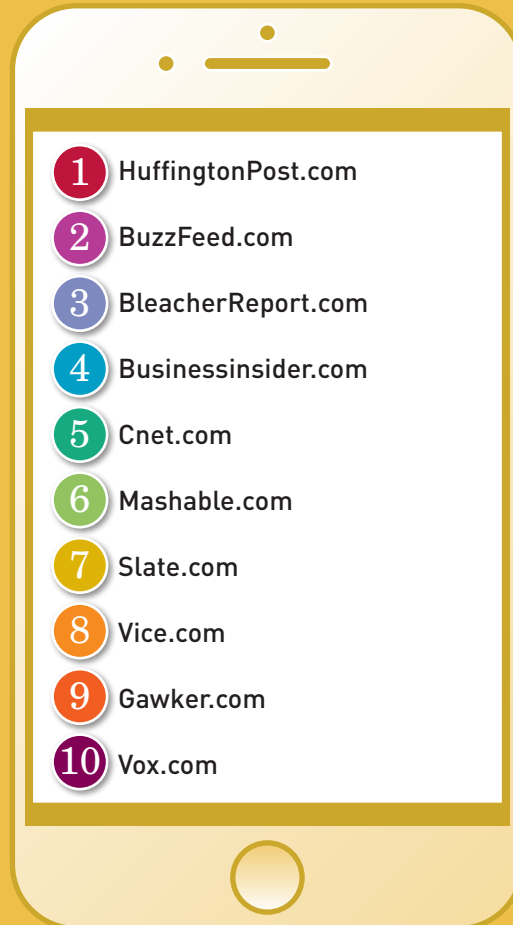 1 HuffingtonPost.com
2 BuzzFeed.com
3 BleacherReport.com
4 Businessinsider.com
5 Cnet.com
6 Mashable.com
7 Slate.com
8 Vice.com
9 Gawker.com
10 Vox.com